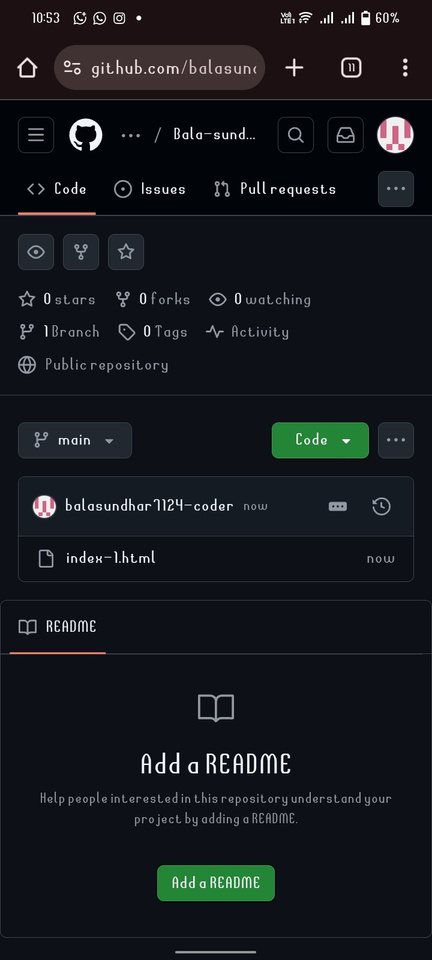 10:53 60%
github.com/balasund
11
/ Bala-sund...
Code Issues Pull requests
0 stars 0 forks 0 watching
1 Branch 0 Tags Activity
Public repository
main Code
balasundhar1124-coder now
index-1.html now
README
Add a README
Help people interested in this repository understand your
project by adding a README.
Add a README